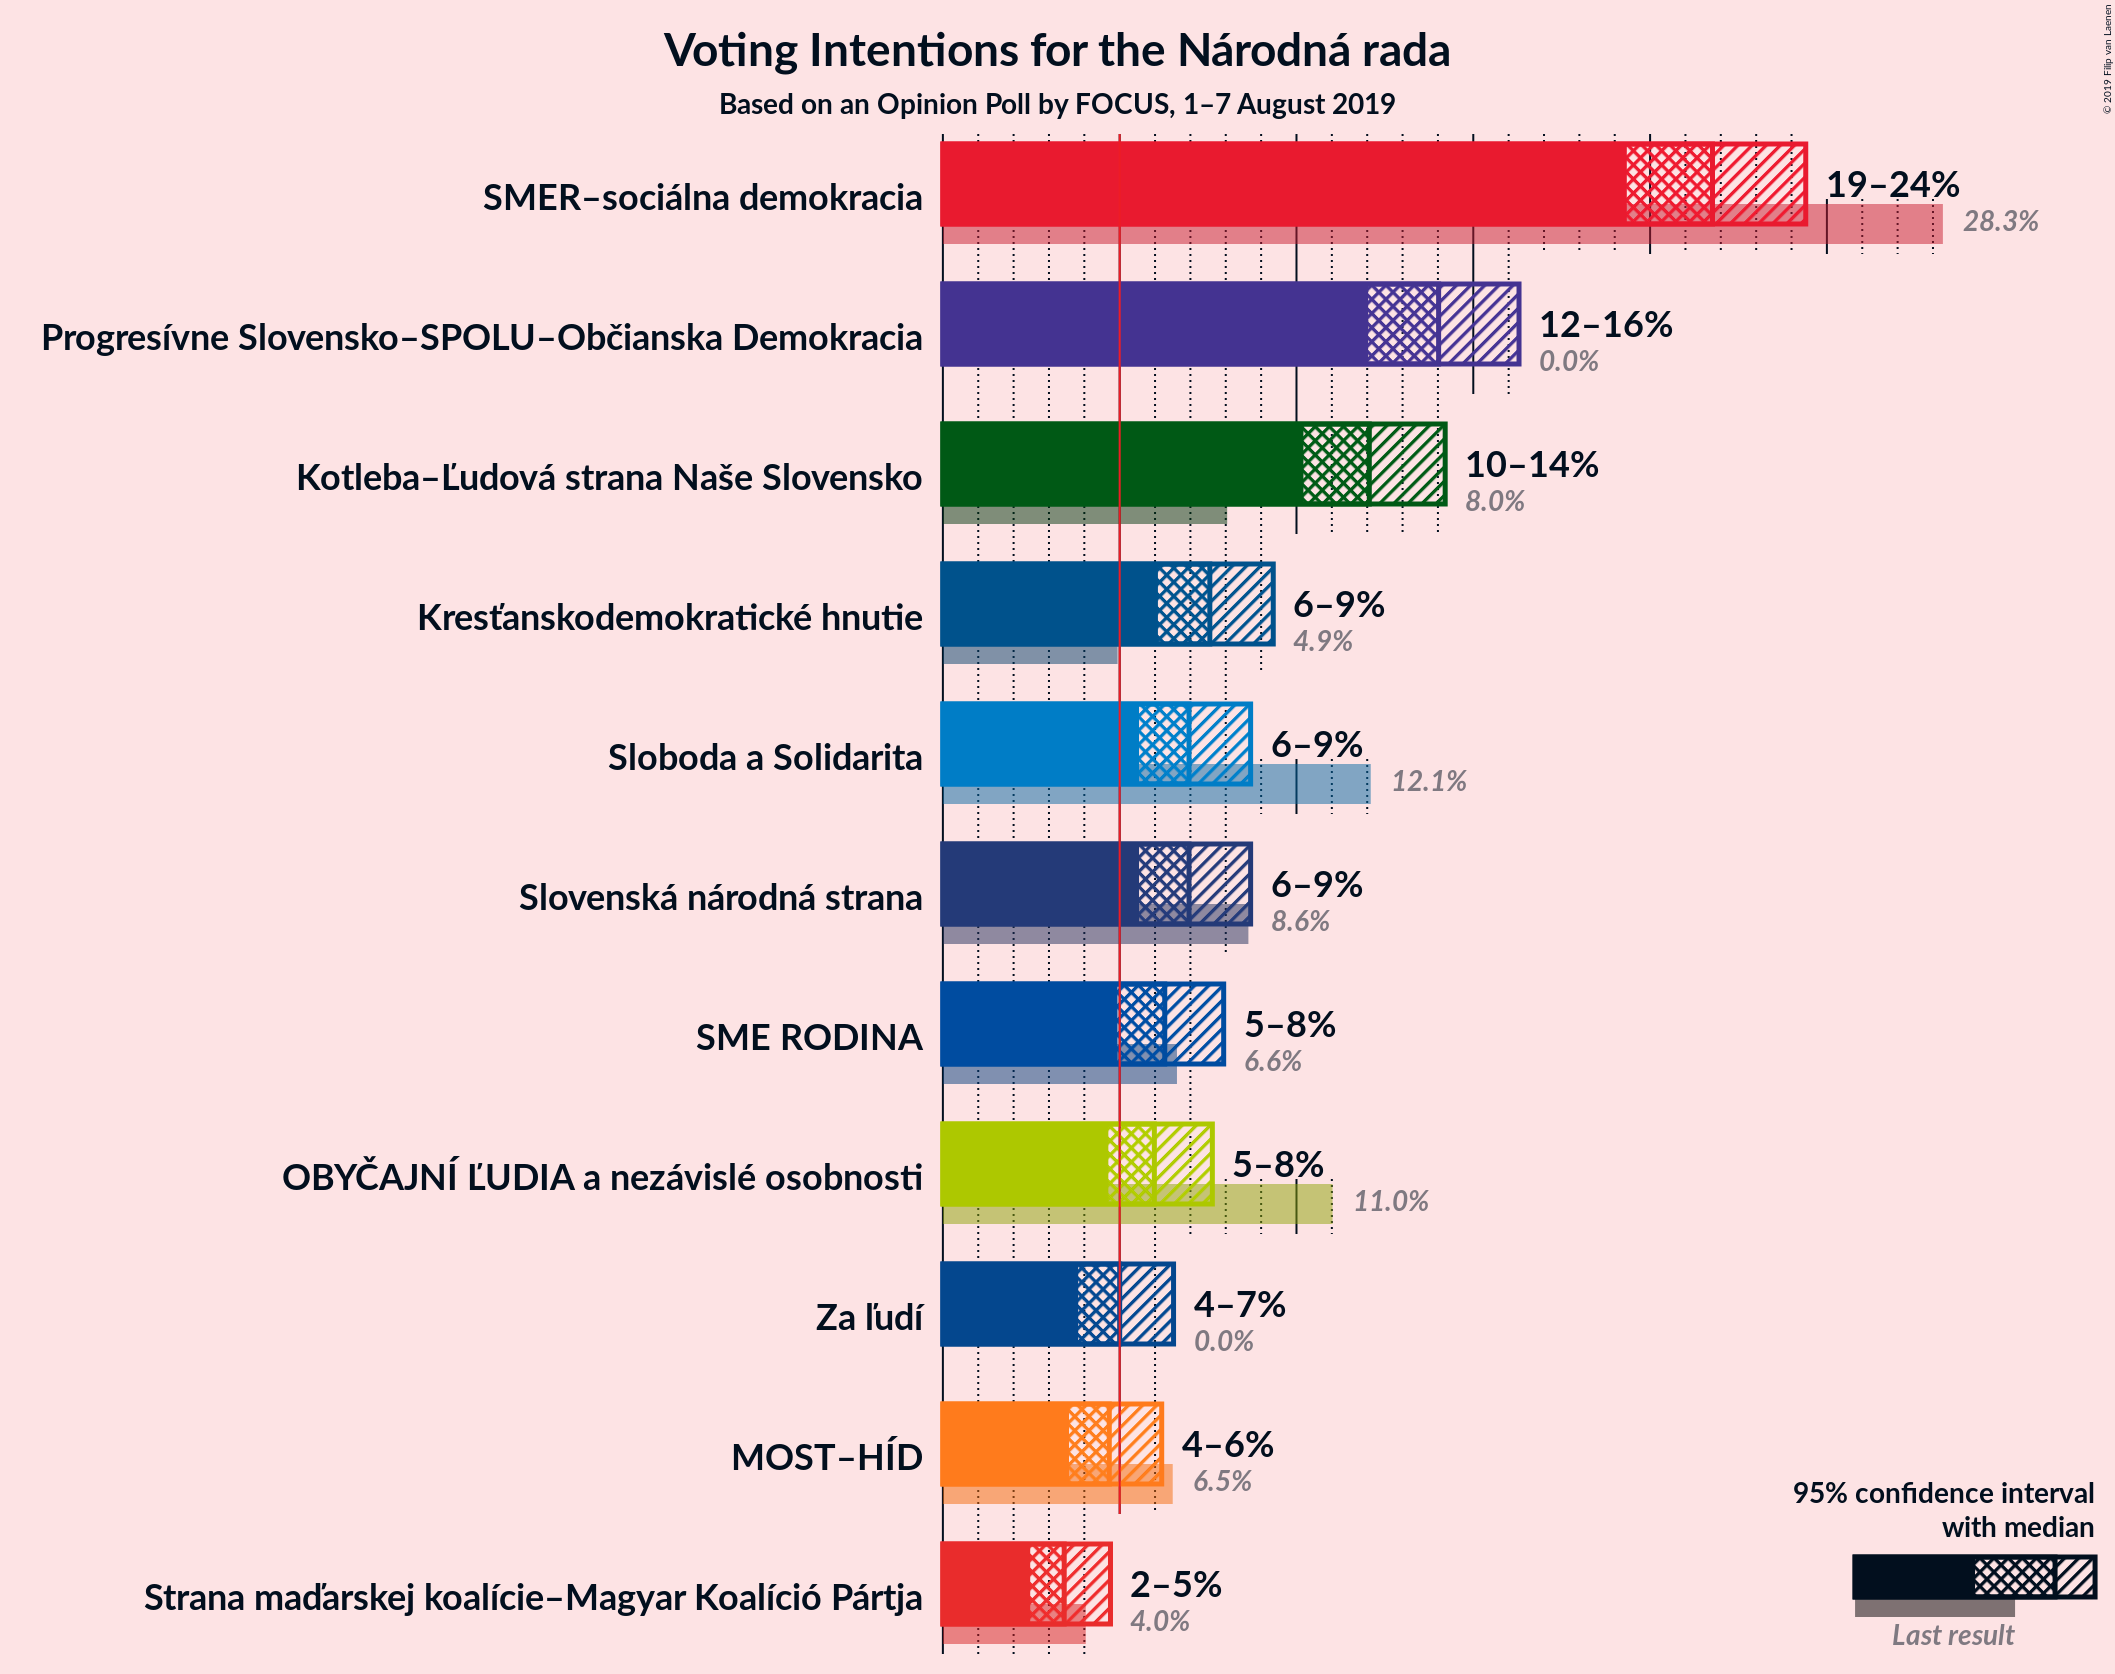 Voting Intentions for the Národná rada
Based on an Opinion Poll by FOCUS, 1–7 August 2019
© 2019 Filip van Laenen
SMER–sociálna demokracia
19–24%
28.3%
Progresívne Slovensko–SPOLU–Občianska Demokracia
12–16%
0.0%
Kotleba–Ľudová strana Naše Slovensko
10–14%
8.0%
Kresťanskodemokratické hnutie
6–9%
4.9%
Sloboda a Solidarita
6–9%
12.1%
Slovenská národná strana
6–9%
8.6%
SME RODINA
5–8%
6.6%
OBYČAJNÍ ĽUDIA a nezávislé osobnosti
5–8%
11.0%
Za ľudí
4–7%
0.0%
MOST–HÍD
4–6%
6.5%
Strana maďarskej koalície–Magyar Koalíció Pártja
2–5%
4.0%
95% confidence interval
with median
Last result